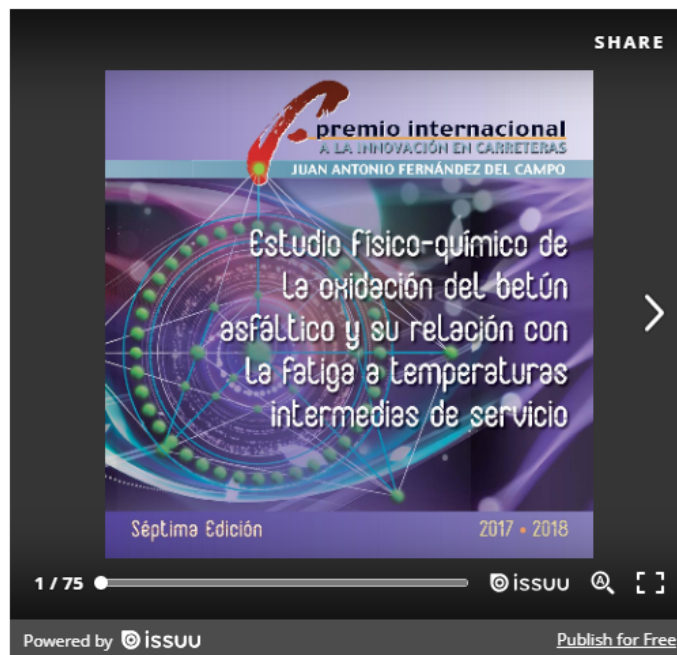 SHARE
premio internacional
A LA INNOVACIÓN EN CARRETERAS
JUAN ANTONIO FERNÁNDEZ DEL CAMPO
Estudio físico-químico de
la oxidación del betún
asfáltico y su relación con
la fatiga a temperaturas
intermedias de servicio
Séptima Edición 2017 • 2018
1 / 75 issuu
Powered by issuu Publish for Free